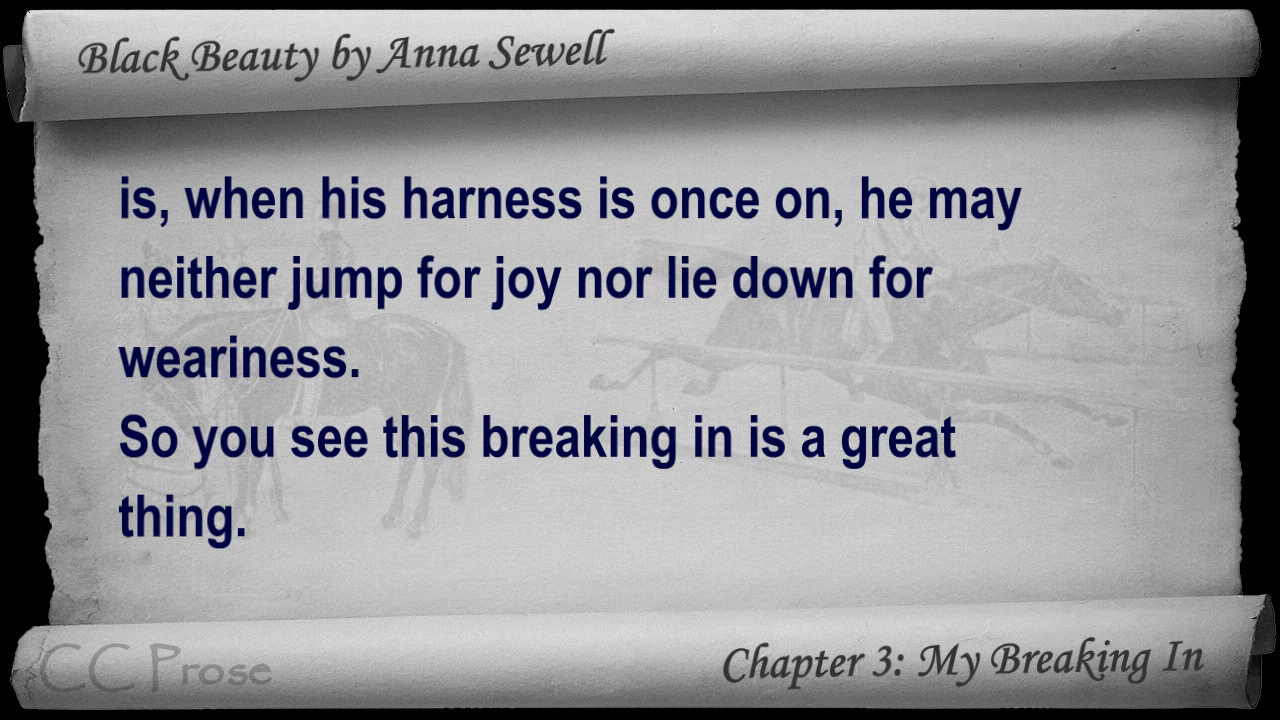 Black Beauty by Anna Sewell
is, when his harness is once on, he may
neither jump for joy nor lie down for
weariness.
So you see this breaking in is a great
thing.
CC Prose
Chapter 3: My Breaking In